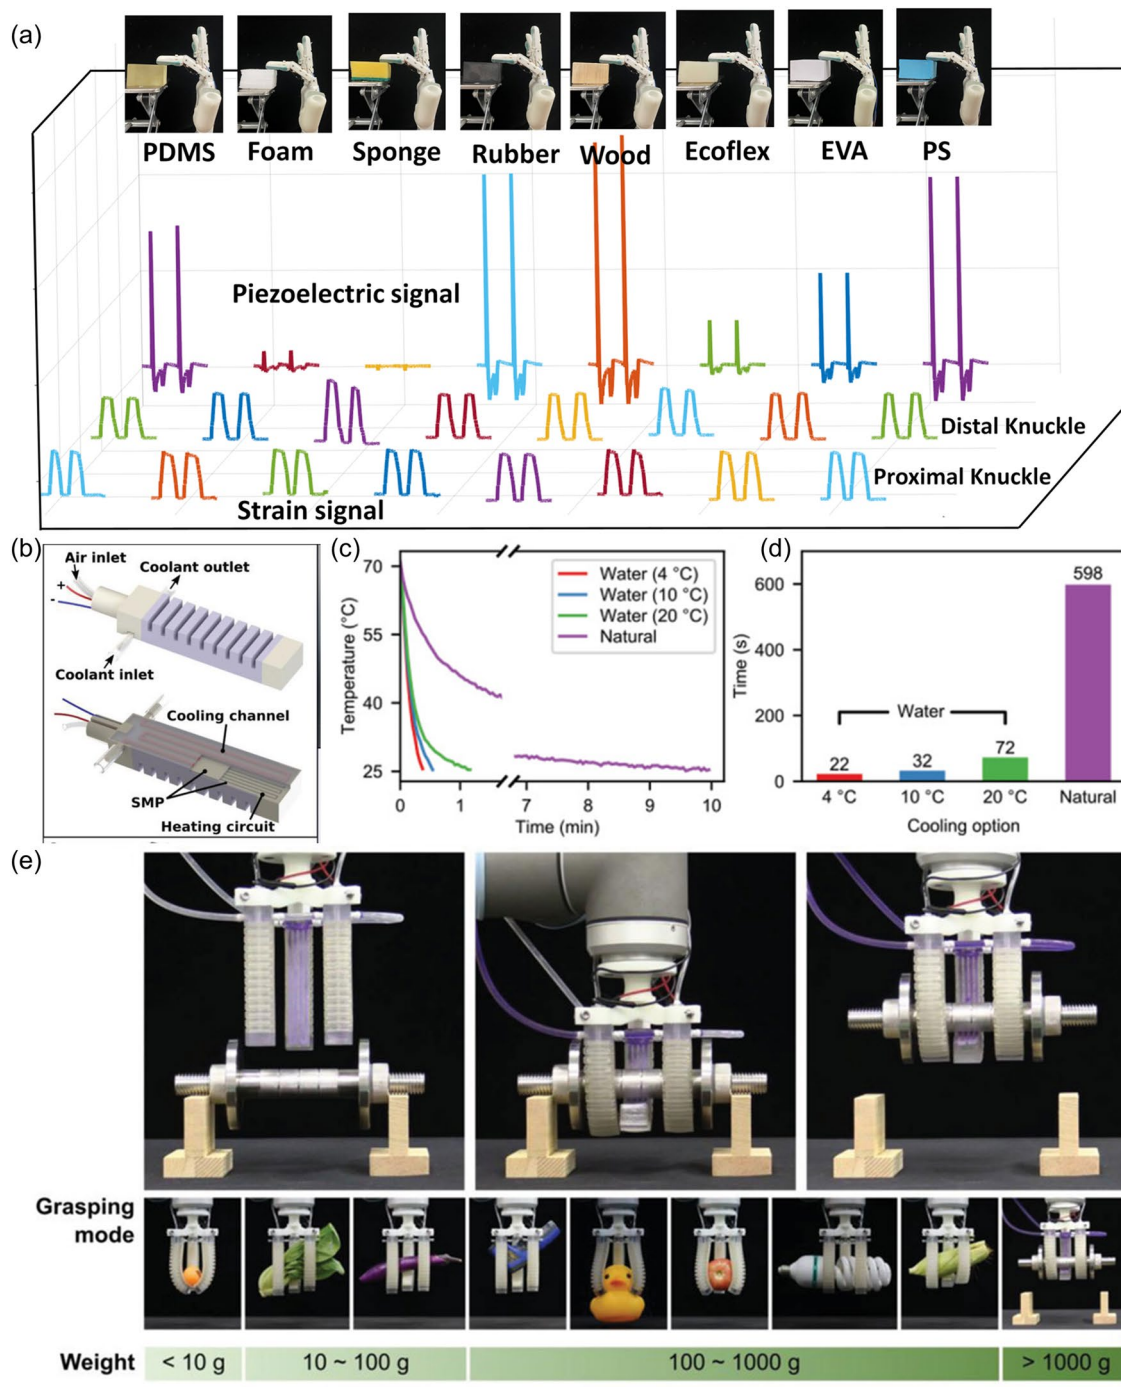 (a)
PDMS Foam Sponge Rubber Wood Ecoflex EVA PS
Piezoelectric signal
Distal Knuckle
Proximal Knuckle
Strain signal
(b)
Air inlet
Coolant outlet
+
-
Coolant inlet
Cooling channel
SMP
Heating circuit
(c)
Temperature (°C)
70
55
40
25
Water (4 °C)
Water (10 °C)
Water (20 °C)
Natural
0 1 7 8 9 10
Time (min)
(d)
Time (s)
600
400
200
0
598
Water
22 32 72
4 °C 10 °C 20 °C Natural
Cooling option
(e)
Grasping
mode
Weight < 10 g 10 ~ 100 g 100 ~ 1000 g > 1000 g